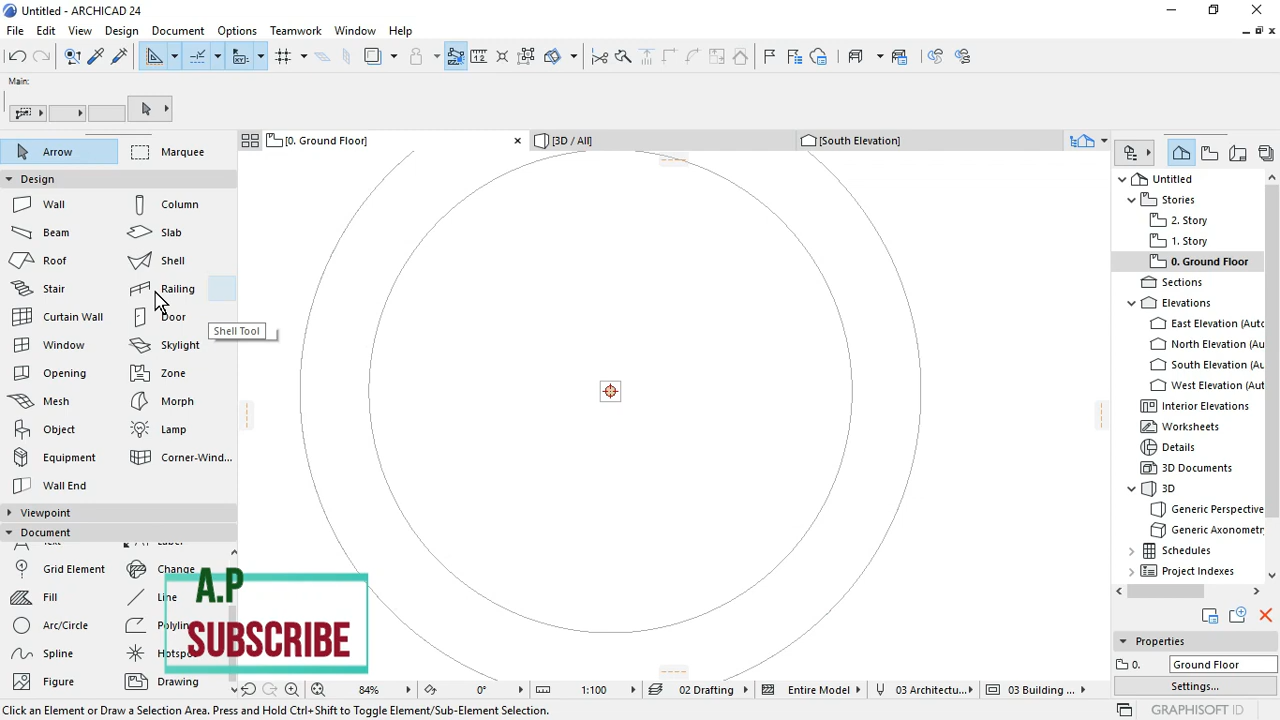 Untitled - ARCHICAD 24
File Edit View Design Document Options Teamwork Window Help
Main:
[0. Ground Floor] [3D / All] [South Elevation]
Arrow Marquee
Design
Wall Column
Beam Slab
Roof Shell
Stair Railing
Curtain Wall Door
Shell Tool
Window Skylight
Opening Zone
Mesh Morph
Object Lamp
Equipment Corner-Wind...
Wall End
Viewpoint
Document
Text Label
Grid Element Change
Fill Line
Arc/Circle Polyline
Spline Hotspot
Figure Drawing
A.P
SUBSCRIBE
Untitled
Stories
2. Story
1. Story
0. Ground Floor
Sections
Elevations
East Elevation (Auto
North Elevation (Au
South Elevation (Au
West Elevation (Aut
Interior Elevations
Worksheets
Details
3D Documents
3D
Generic Perspective
Generic Axonometr
Schedules
Project Indexes
Properties
0. Ground Floor
Settings...
84% 0° 1:100 02 Drafting Entire Model 03 Architectu... 03 Building ...
Click an Element or Draw a Selection Area. Press and Hold Ctrl+Shift to Toggle Element/Sub-Element Selection.
GRAPHISOFT ID